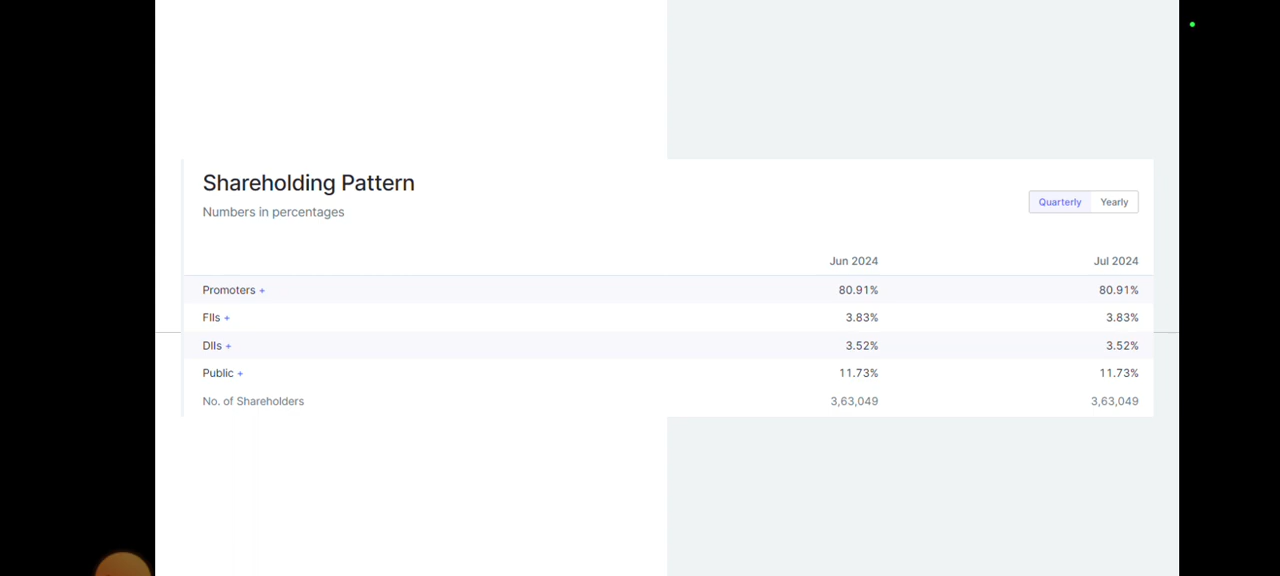 Shareholding Pattern
Numbers in percentages
Quarterly Yearly
Jun 2024 Jul 2024
Promoters + 80.91% 80.91%
FIIs + 3.83% 3.83%
DIIs + 3.52% 3.52%
Public + 11.73% 11.73%
No. of Shareholders 3,63,049 3,63,049